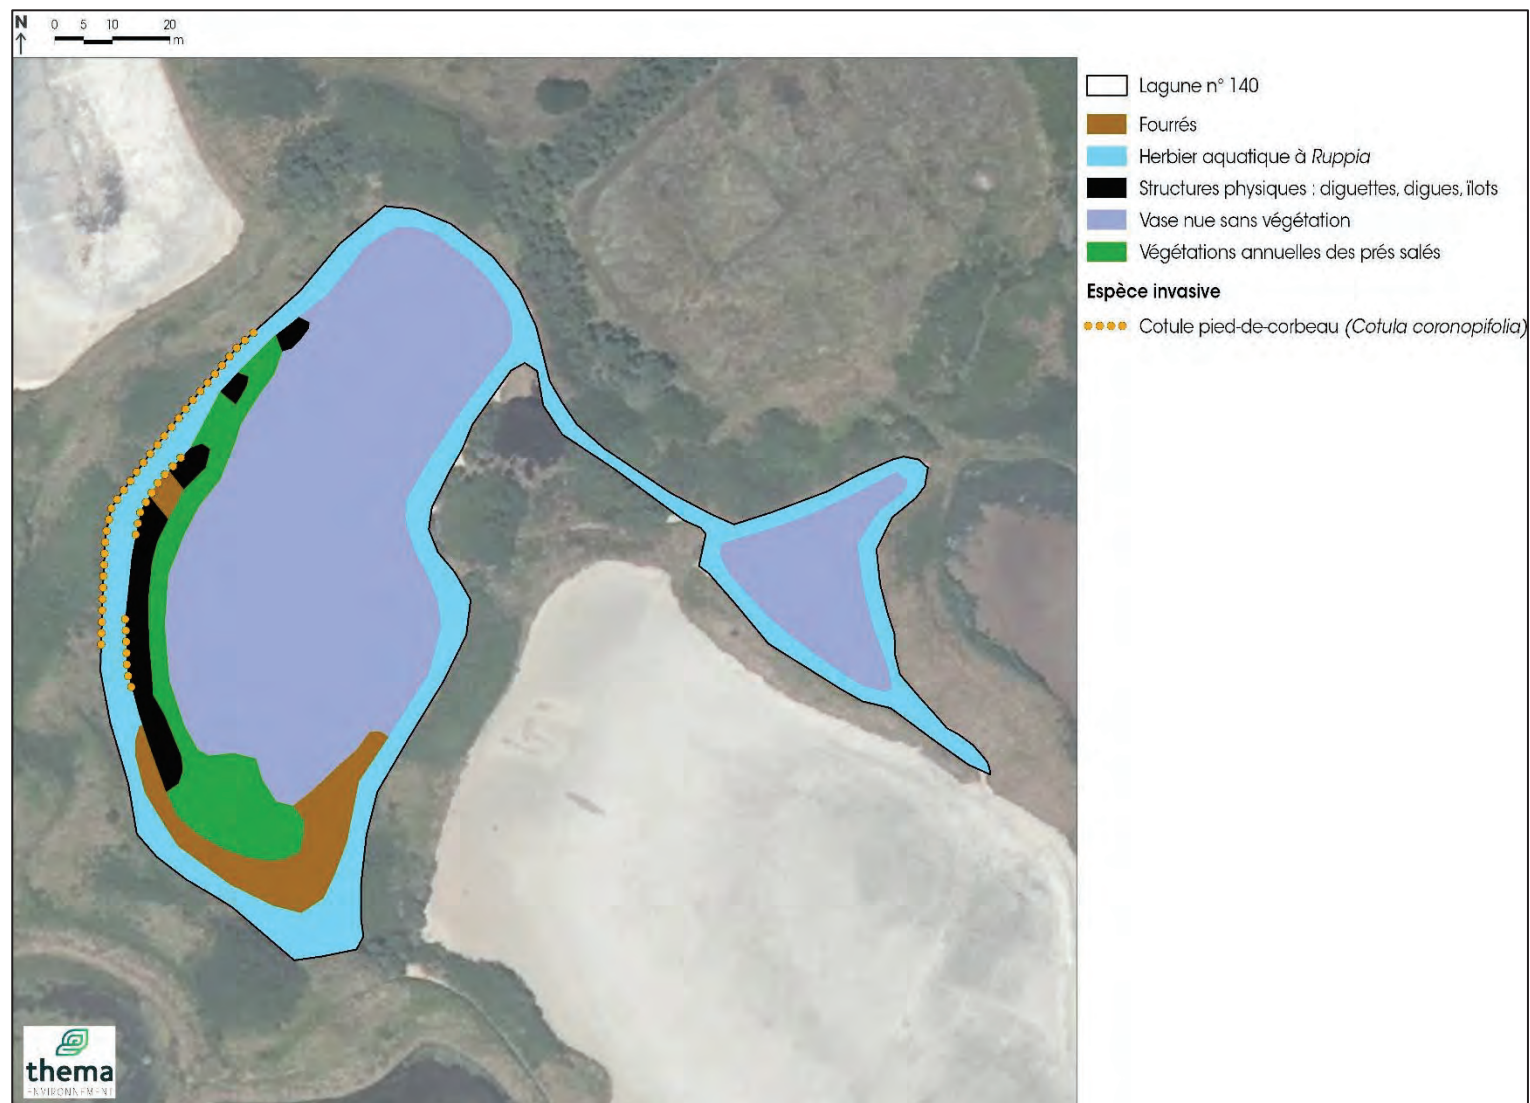 N
0 5 10 20
m
Lagune n° 140
Fourrés
Herbier aquatique à Ruppia
Structures physiques : diguettes, digues, îlots
Vase nue sans végétation
Végétations annuelles des prés salés
Espèce invasive
Cotule pied-de-corbeau (Cotula coronopifolia)
thema
ENVIRONNEMENT